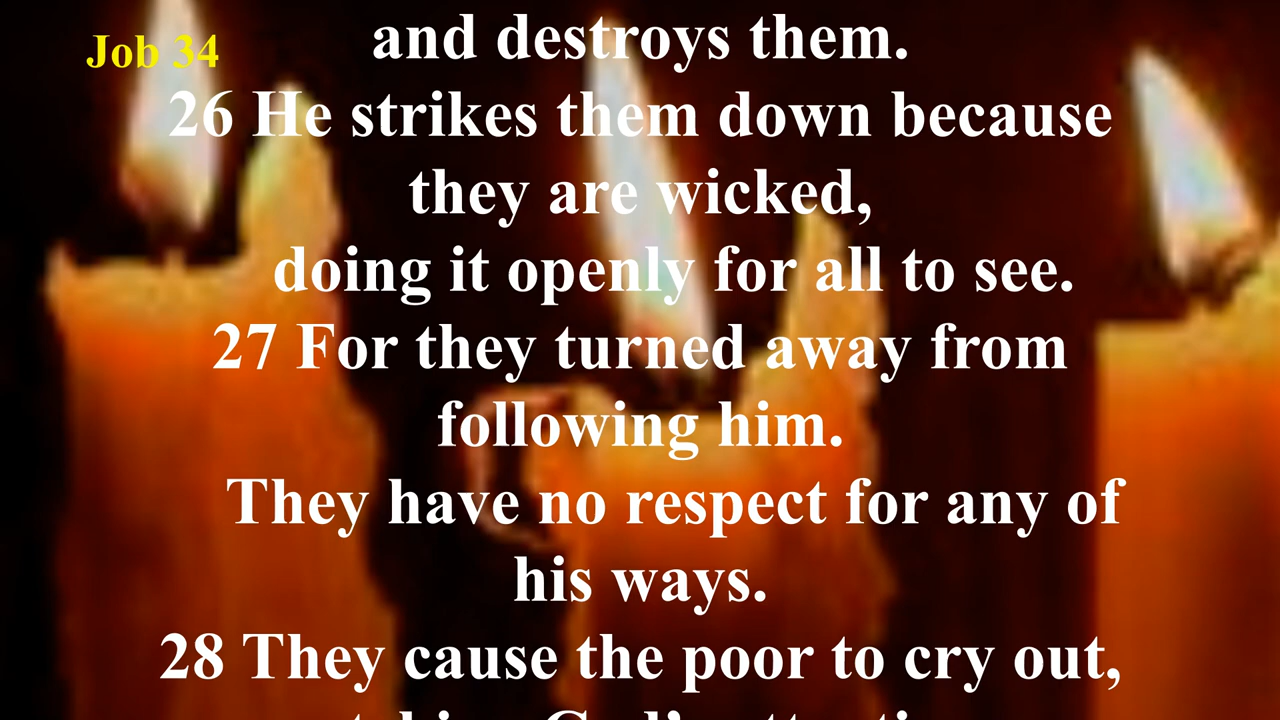 Job 34
and destroys them.
26 He strikes them down because
they are wicked,
doing it openly for all to see.
27 For they turned away from
following him.
They have no respect for any of
his ways.
28 They cause the poor to cry out,